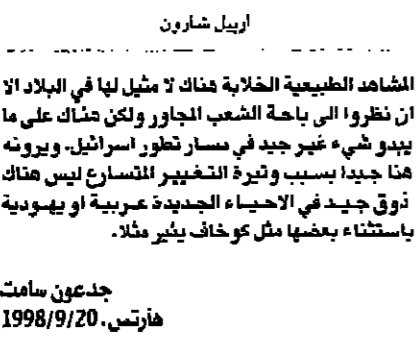 اربيل شارون
المشاهد الطبيعية الخلابة هناك لا مثيل لها في البلاد الا
ان نظروا الى باحة الشعب المجاور ولكن هناك على ما
يبدو شيء غير جيد في مسار تطور اسرائيل. ويرونه
هنا جيدا بسبب وتيرة التغيير المتسارع ليس هناك
ذوق جيد في الاحياء الجديدة عربية او يهودية
باستثناء بعضها مثل كوخاف يئير مثلا.
جدعون سامت
هآرتس، 1998/9/20